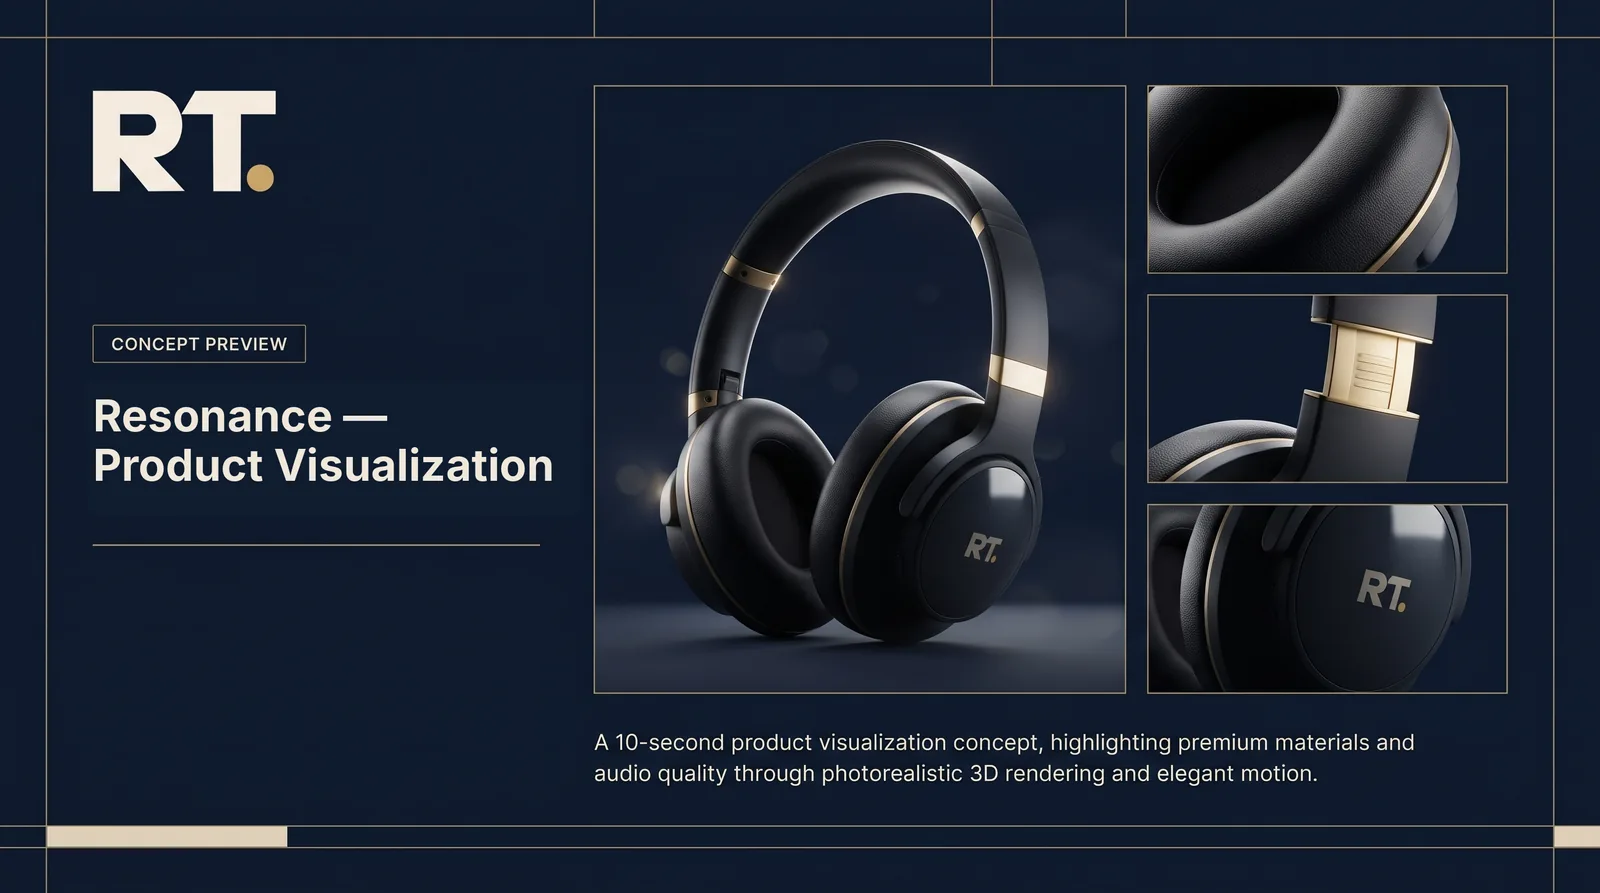 RT.
CONCEPT PREVIEW
Resonance —
Product Visualization
RT.
RT.
A 10-second product visualization concept, highlighting premium materials and
audio quality through photorealistic 3D rendering and elegant motion.